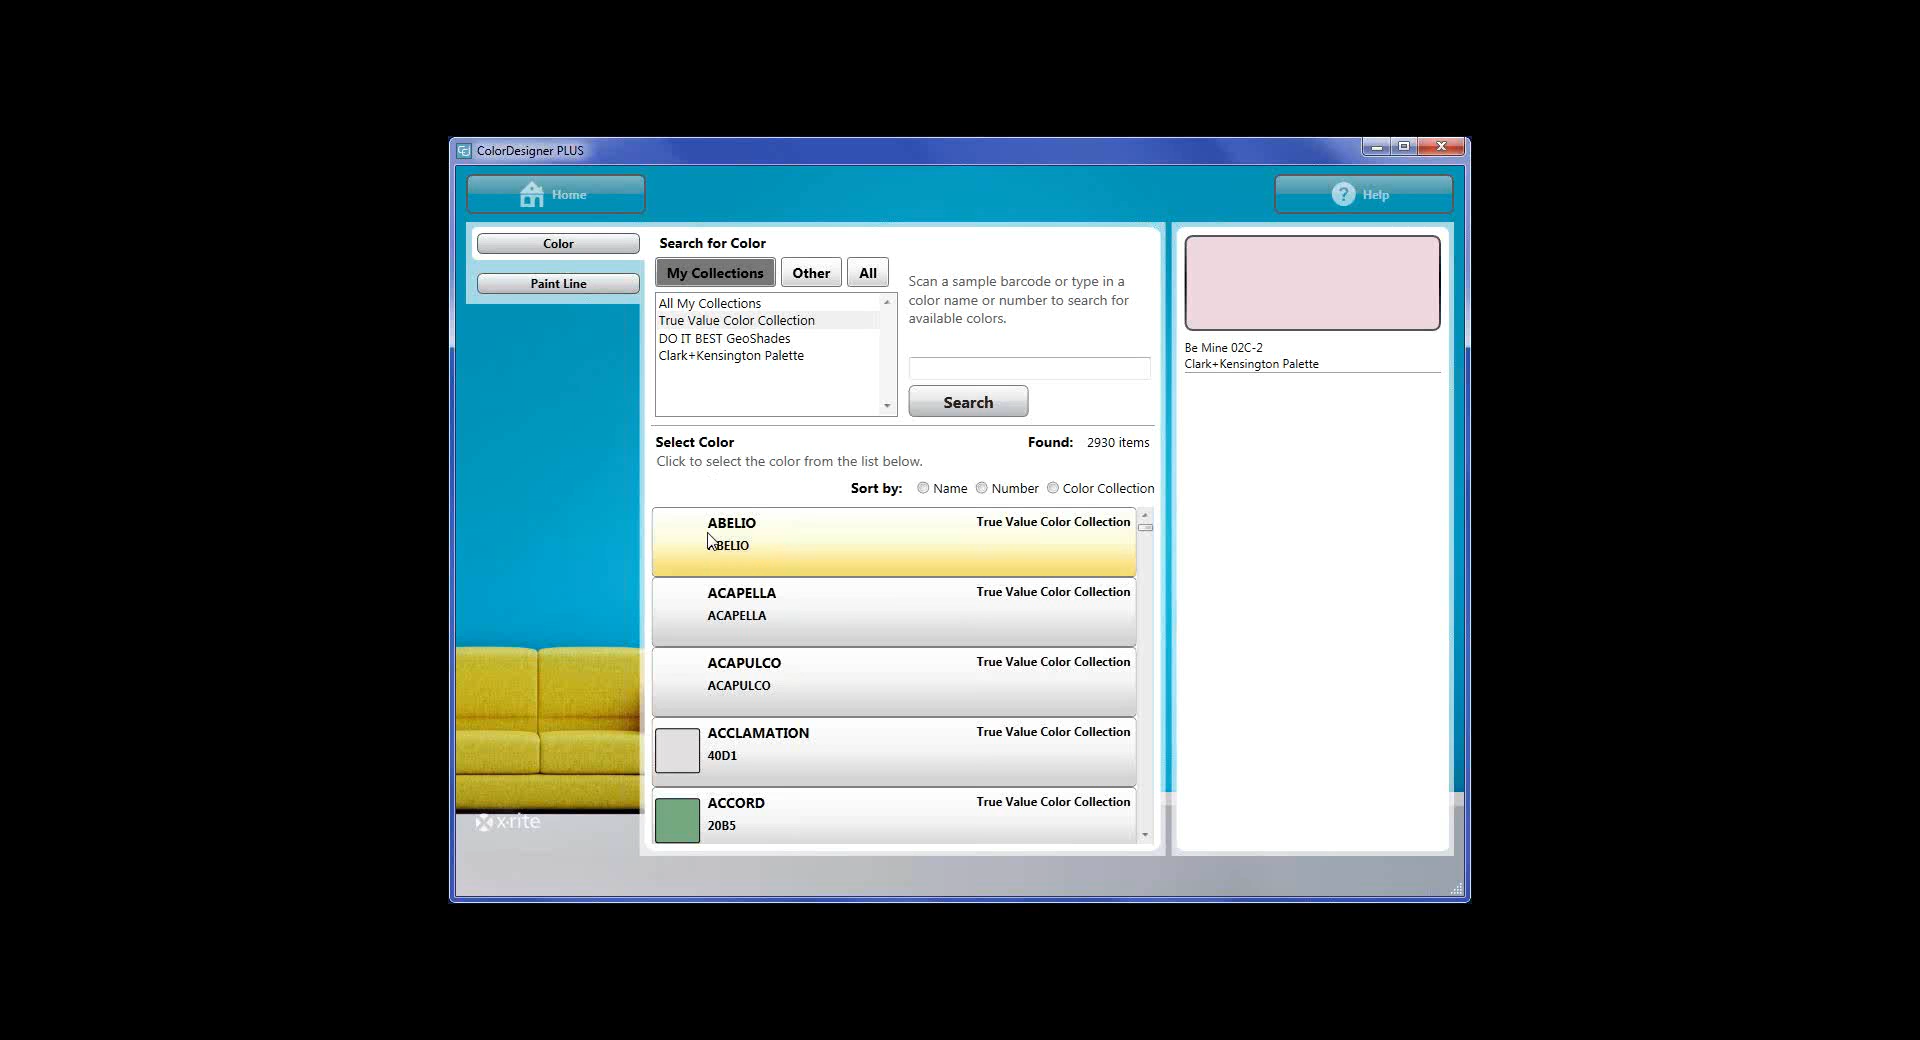 ColorDesigner PLUS
Home
Help
Color
Paint Line
Search for Color
My Collections
Other
All
All My Collections
True Value Color Collection
DO IT BEST GeoShades
Clark+Kensington Palette
Scan a sample barcode or type in a
color name or number to search for
available colors.
Search
Select Color
Found: 2930 items
Click to select the color from the list below.
Sort by: Name Number Color Collection
ABELIO True Value Color Collection
BELIO
ACAPELLA True Value Color Collection
ACAPELLA
ACAPULCO True Value Color Collection
ACAPULCO
ACCLAMATION True Value Color Collection
40D1
ACCORD True Value Color Collection
20B5
Be Mine 02C-2
Clark+Kensington Palette
x·rite